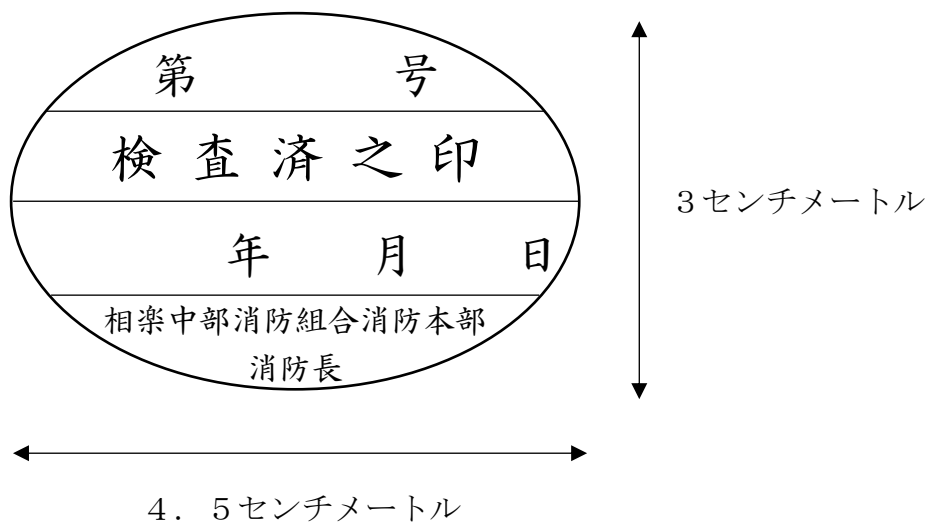 第　　　　　号
検 査 済 之 印
年　　月　　日
相楽中部消防組合消防本部
消防長
３センチメートル
４．５センチメートル